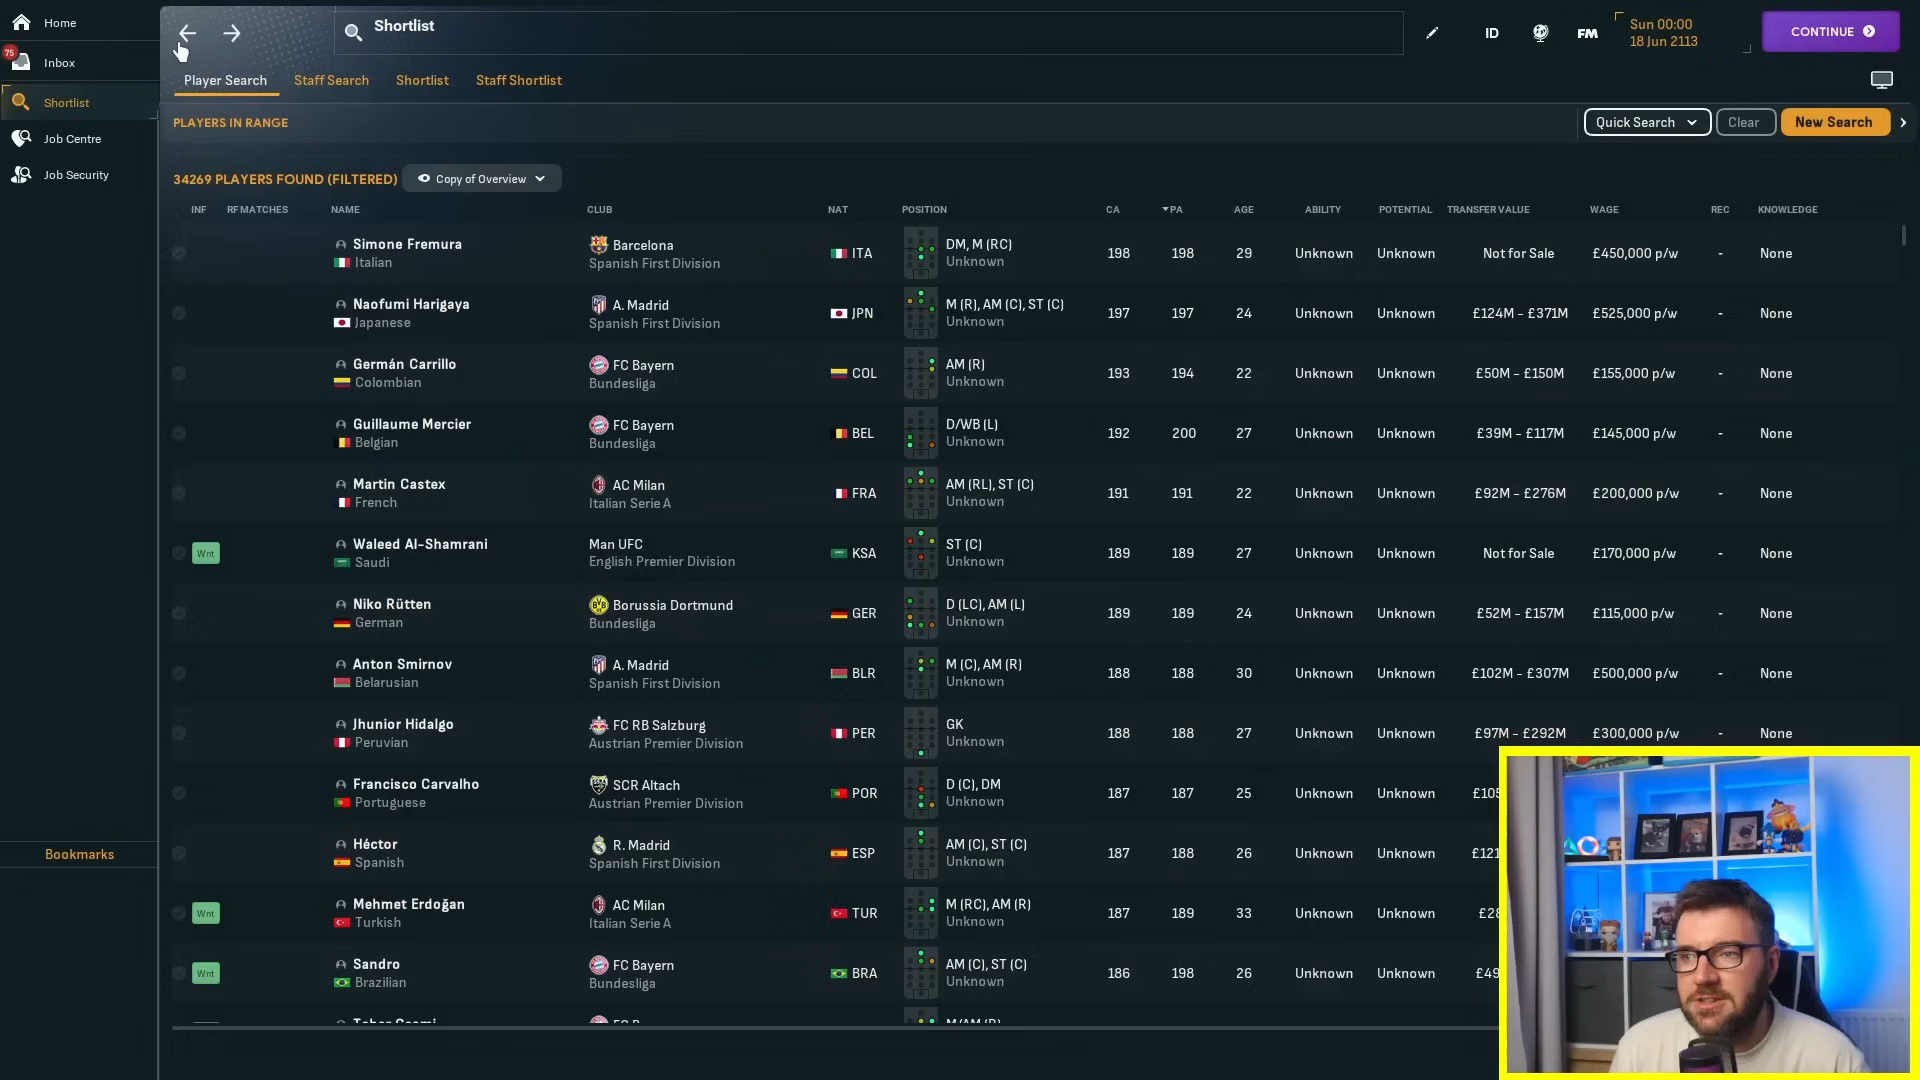 Home
75
Inbox
Shortlist
Job Centre
Job Security
Bookmarks
Shortlist
ID
FM
Sun 00:00
18 Jun 2113
CONTINUE
Player Search Staff Search Shortlist Staff Shortlist
PLAYERS IN RANGE
Quick Search Clear New Search
34269 PLAYERS FOUND (FILTERED) Copy of Overview
INF RF MATCHES NAME CLUB NAT POSITION CA PA AGE ABILITY POTENTIAL TRANSFER VALUE WAGE REC KNOWLEDGE
Simone Fremura Barcelona ITA DM, M (RC) 198 198 29 Unknown Unknown Not for Sale £450,000 p/w - None
Italian Spanish First Division Unknown
Naofumi Harigaya A. Madrid JPN M (R), AM (C), ST (C) 197 197 24 Unknown Unknown £124M - £371M £525,000 p/w - None
Japanese Spanish First Division Unknown
Germán Carrillo FC Bayern COL AM (R) 193 194 22 Unknown Unknown £50M - £150M £155,000 p/w - None
Colombian Bundesliga Unknown
Guillaume Mercier FC Bayern BEL D/WB (L) 192 200 27 Unknown Unknown £39M - £117M £145,000 p/w - None
Belgian Bundesliga Unknown
Martin Castex AC Milan FRA AM (RL), ST (C) 191 191 22 Unknown Unknown £92M - £276M £200,000 p/w - None
French Italian Serie A Unknown
Wnt Waleed Al-Shamrani Man UFC KSA ST (C) 189 189 27 Unknown Unknown Not for Sale £170,000 p/w - None
Saudi English Premier Division Unknown
Niko Rütten Borussia Dortmund GER D (LC), AM (L) 189 189 24 Unknown Unknown £52M - £157M £115,000 p/w - None
German Bundesliga Unknown
Anton Smirnov A. Madrid BLR M (C), AM (R) 188 188 30 Unknown Unknown £102M - £307M £500,000 p/w - None
Belarusian Spanish First Division Unknown
Jhunior Hidalgo FC RB Salzburg PER GK 188 188 27 Unknown Unknown £97M - £292M £300,000 p/w - None
Peruvian Austrian Premier Division Unknown
Francisco Carvalho SCR Altach POR D (C), DM 187 187 25 Unknown Unknown
Portuguese Austrian Premier Division Unknown
Héctor R. Madrid ESP AM (C), ST (C) 187 188 26 Unknown Unknown
Spanish Spanish First Division Unknown
Wnt Mehmet Erdoğan AC Milan TUR M (RC), AM (R) 187 189 33 Unknown Unknown
Turkish Italian Serie A Unknown
Wnt Sandro FC Bayern BRA AM (C), ST (C) 186 198 26 Unknown Unknown
Brazilian Bundesliga Unknown